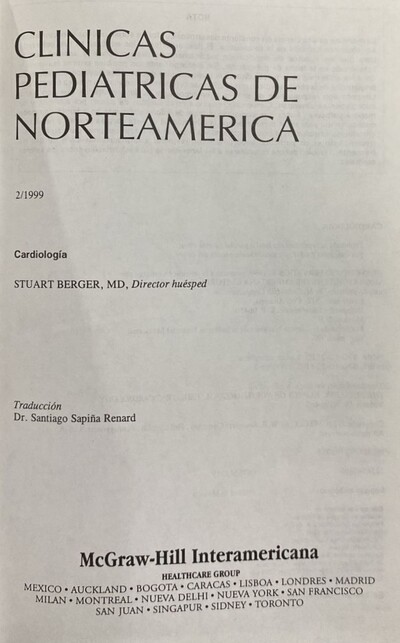 CLINICAS
PEDIATRICAS DE
NORTEAMERICA
2/1999
Cardiología
STUART BERGER, MD, Director huésped
Traducción
Dr. Santiago Sapiña Renard
McGraw-Hill Interamericana
HEALTHCARE GROUP
MEXICO • AUCKLAND • BOGOTA • CARACAS • LISBOA • LONDRES • MADRID
MILAN • MONTREAL • NUEVA DELHI • NUEVA YORK • SAN FRANCISCO
SAN JUAN • SINGAPUR • SIDNEY • TORONTO